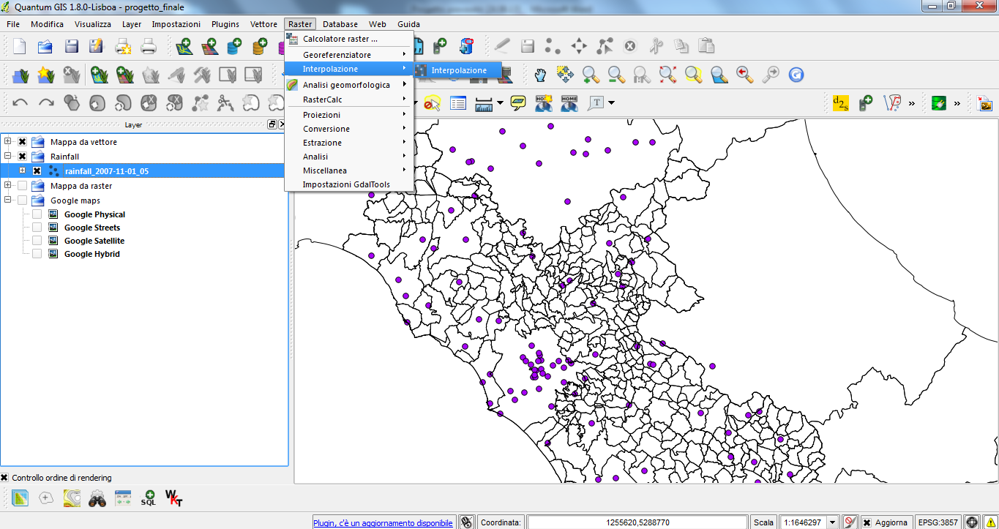 Quantum GIS 1.8.0-Lisboa - progetto_finale
File Modifica Visualizza Layer Impostazioni Plugins Vettore Raster Database Web Guida
Calcolatore raster ...
Georeferenziatore
Interpolazione
Interpolazione
Analisi geomorfologica
RasterCalc
Proiezioni
Conversione
Estrazione
Analisi
Miscellanea
Impostazioni GdalTools
HOME
T
d2s
»
»
Layer
Mappa da vettore
Rainfall
rainfall_2007-11-01_05
Mappa da raster
Google maps
Google Physical
Google Streets
Google Satellite
Google Hybrid
Controllo ordine di rendering
SQL
WKT
Plugin, c'è un aggiornamento disponibile
Coordinata: 1255620,5288770
Scala 1:1646297
Aggiorna
EPSG:3857